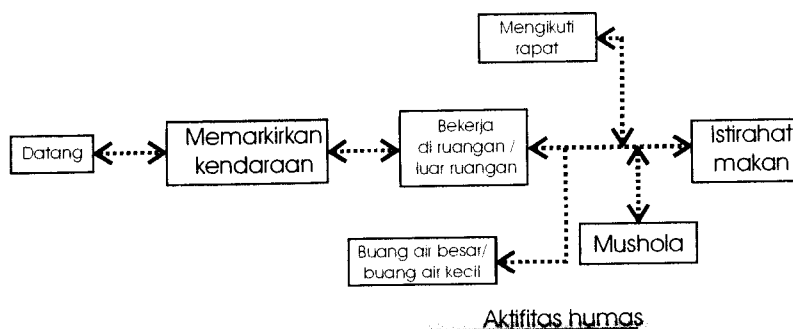 Mengikuti
rapat
Datang
Memarkirkan
kendaraan
Bekerja
di ruangan /
luar ruangan
Istirahat
makan
Buang air besar/
buang air kecil
Mushola
Aktifitas humas